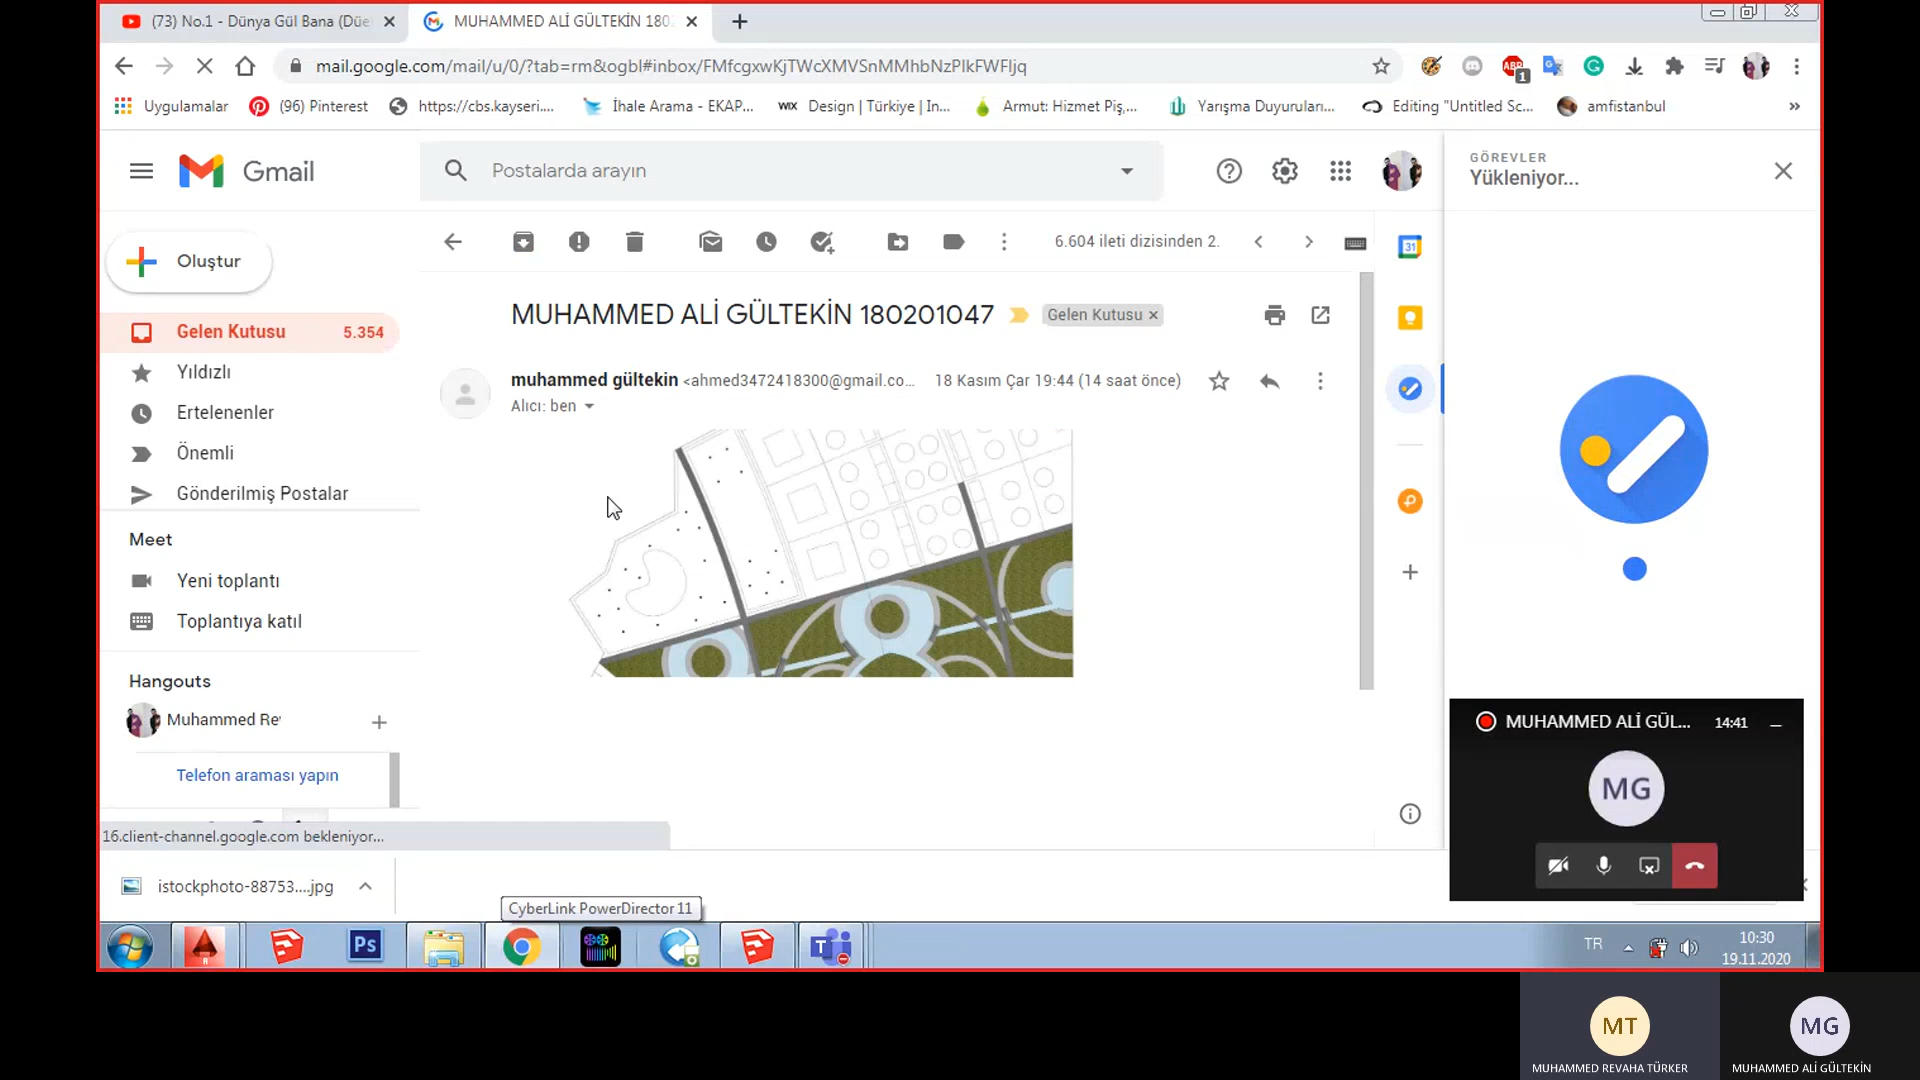 (73) No.1 - Dünya Gül Bana (Düe
MUHAMMED ALİ GÜLTEKİN 180
mail.google.com/mail/u/0/?tab=rm&ogbl#inbox/FMfcgxwKjTWcXMVSnMMhbNzPlkFWFljq
ABP
1
Uygulamalar
(96) Pinterest
https://cbs.kayseri....
İhale Arama - EKAP...
WIX
Design | Türkiye | In...
Armut: Hizmet Piş,...
Yarışma Duyuruları...
Editing "Untitled Sc...
amfistanbul
»
Gmail
Postalarda arayın
GÖREVLER
Yükleniyor...
Oluştur
6.604 ileti dizisinden 2.
31
MUHAMMED ALİ GÜLTEKİN 180201047
Gelen Kutusu ×
Gelen Kutusu
5.354
Yıldızlı
muhammed gültekin <ahmed3472418300@gmail.co...
18 Kasım Çar 19:44 (14 saat önce)
Alıcı: ben
Ertelenenler
Önemli
Gönderilmiş Postalar
Meet
Yeni toplantı
Toplantıya katıl
Hangouts
Muhammed Re
Telefon araması yapın
MUHAMMED ALİ GÜL...
14:41
MG
16.client-channel.google.com bekleniyor...
istockphoto-88753....jpg
CyberLink PowerDirector 11
Ps
T
TR
10:30
19.11.2020
MT
MUHAMMED REVAHA TÜRKER
MG
MUHAMMED ALİ GÜLTEKİN